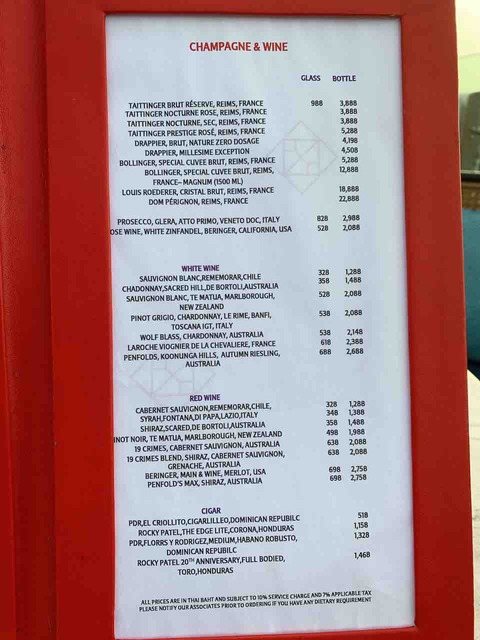 CHAMPAGNE & WINE
GLASS BOTTLE
TAITTINGER BRUT RÉSERVE, REIMS, FRANCE 988 3,888
TAITTINGER NOCTURNE ROSE, REIMS, FRANCE 3,888
TAITTINGER NOCTURNE, SEC, REIMS, FRANCE 3,888
TAITTINGER PRESTIGE ROSÉ, REIMS, FRANCE 5,288
DRAPPIER, BRUT, NATURE ZERO DOSAGE 4,198
DRAPPIER, MILLESIME EXCEPTION 4,508
BOLLINGER, SPECIAL CUVEE BRUT, REIMS, FRANCE 5,288
BOLLINGER, SPECIAL CUVEE BRUT, REIMS, 12,888
FRANCE– MAGNUM (1500 ML)
LOUIS ROEDERER, CRISTAL BRUT, REIMS, FRANCE 18,888
DOM PÉRIGNON, REIMS, FRANCE 22,888
PROSECCO, GLERA, ATTO PRIMO, VENETO DOC, ITALY 828 2,988
OSE WINE, WHITE ZINFANDEL, BERINGER, CALIFORNIA, USA 528 2,088
WHITE WINE
SAUVIGNON BLANC,REMEMORAR,CHILE 328 1,288
CHADONNAY,SACRED HILL,DE BORTOLI,AUSTRALIA 358 1,488
SAUVIGNON BLANC, TE MATUA, MARLBOROUGH, 528 2,088
NEW ZEALAND
PINOT GRIGIO, CHARDONNAY, LE RIME, BANFI, 538 2,088
TOSCANA IGT, ITALY
WOLF BLASS, CHARDONNAY, AUSTRALIA 538 2,148
LAROCHE VIOGNIER DE LA CHEVALIERE, FRANCE 618 2,388
PENFOLDS, KOONUNGA HILLS, AUTUMN RIESLING, 688 2,688
AUSTRALIA
RED WINE
CABERNET SAUVIGNON,REMEMORAR,CHILE, 328 1,288
SYRAH,FONTANA,DI PAPA,LAZIO,ITALY 348 1,388
SHIRAZ,SCARED,DE BORTOLI,AUSTRALIA 358 1,488
INOT NOIR, TE MATUA, MARLBOROUGH, NEW ZEALAND 498 1,988
19 CRIMES, CABERNET SAUVIGNON, AUSTRALIA 638 2,088
19 CRIMES BLEND, SHIRAZ, CABERNET SAUVIGNON, 638 2,088
GRENACHE, AUSTRALIA
BERINGER, MAIN & WINE, MERLOT, USA 698 2,758
PENFOLD'S MAX, SHIRAZ, AUSTRALIA 698 2,758
CIGAR
PDR,EL CRIOLLITO,CIGARLILLEO,DOMINICAN REPUBILC 518
ROCKY PATEL,THE EDGE LITE,CORONA,HONDURAS 1,158
PDR,FLORRS Y RODRIGEZ,MEDIUM,HABANO ROBUSTO, 1,328
DOMINICAN REPUBILC
ROCKY PATEL 20TH ANNIVERSARY,FULL BODIED, 1,468
TORO,HONDURAS
ALL PRICES ARE IN THAI BAHT AND SUBJECT TO 10% SERVICE CHARGE AND 7% APPLICABLE TAX
PLEASE NOTIFY OUR ASSOCIATES PRIOR TO ORDERING IF YOU HAVE ANY DIETARY REQUIREMENT